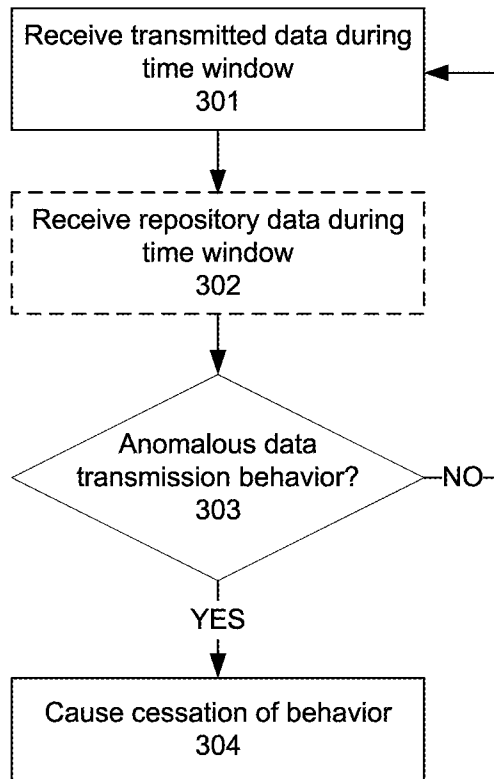 Receive transmitted data during
time window
301
Receive repository data during
time window
302
Anomalous data
transmission behavior?
303
NO
YES
Cause cessation of behavior
304